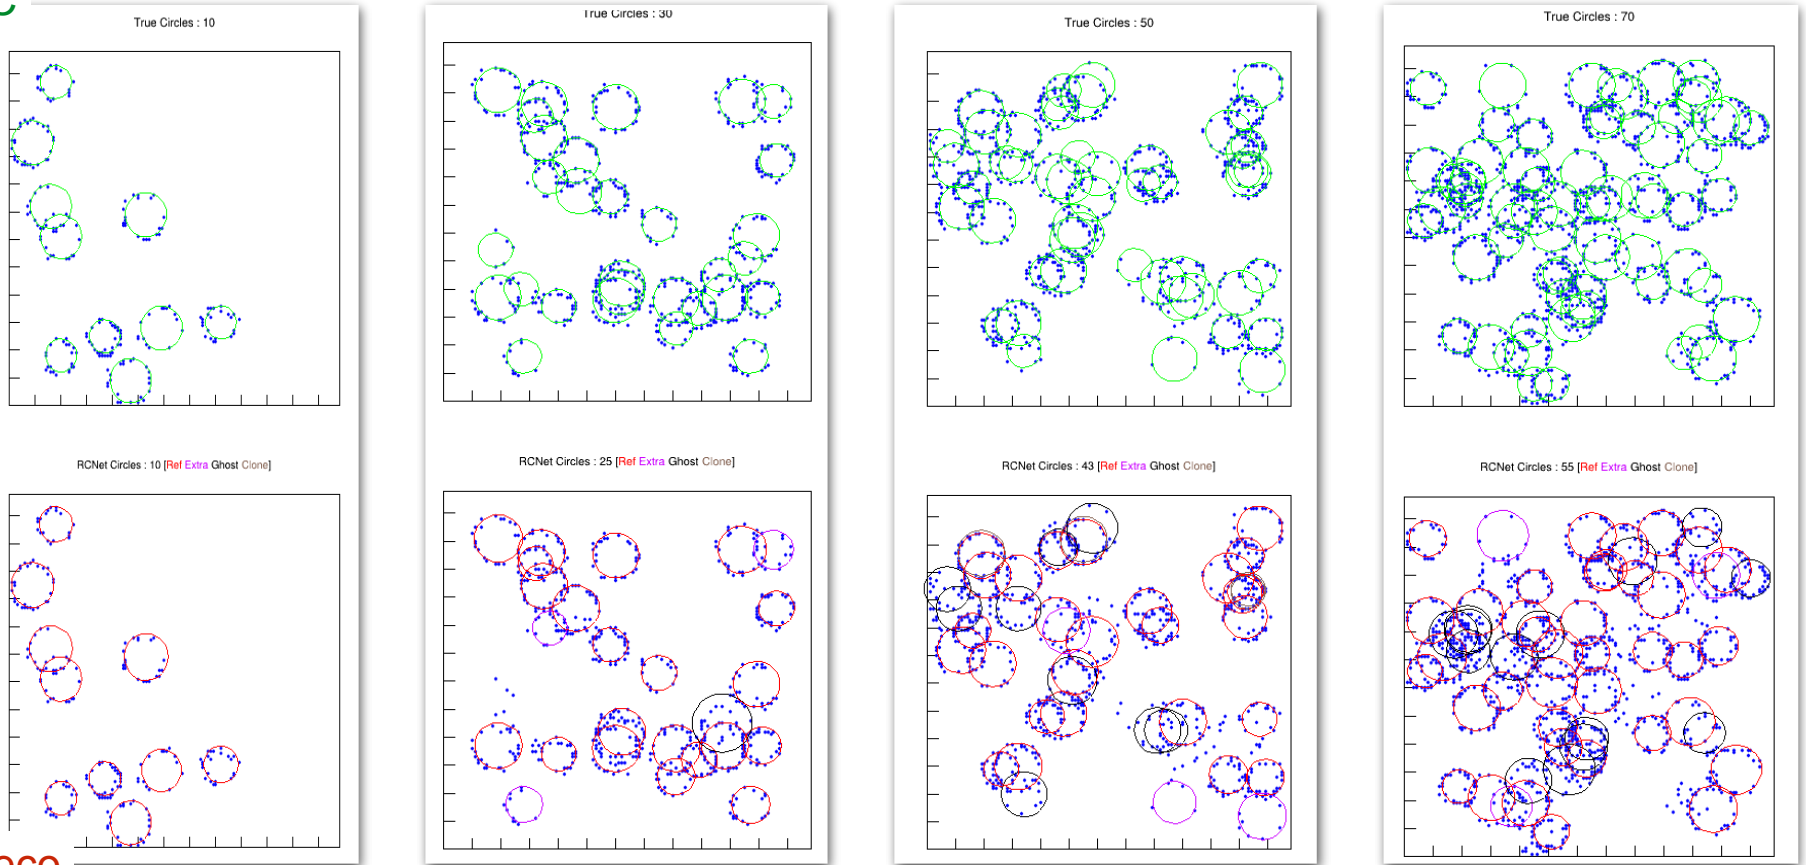 True Circles : 10
True Circles : 30
True Circles : 50
True Circles : 70
RCNet Circles : 10 [Ref Extra Ghost Clone]
RCNet Circles : 25 [Ref Extra Ghost Clone]
RCNet Circles : 43 [Ref Extra Ghost Clone]
RCNet Circles : 55 [Ref Extra Ghost Clone]